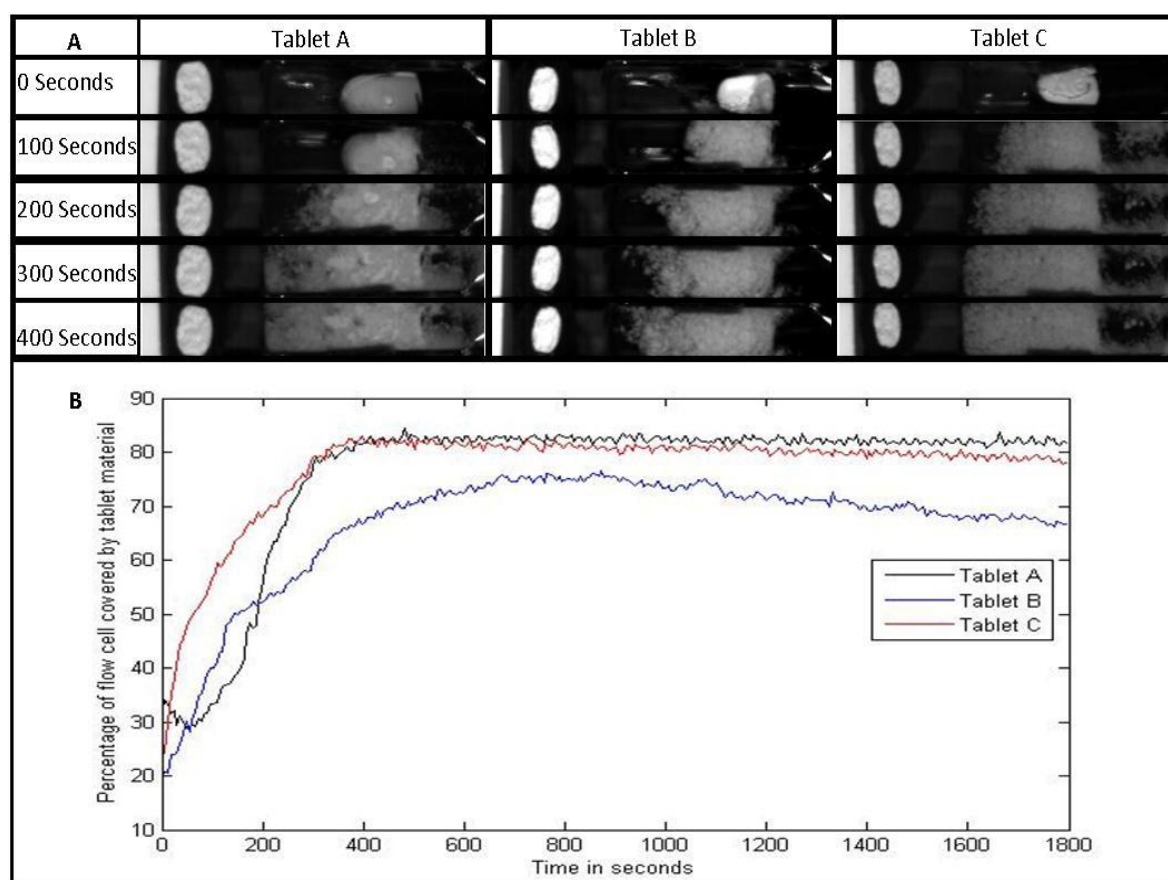 A Tablet A Tablet B Tablet C
0 Seconds
100 Seconds
200 Seconds
300 Seconds
400 Seconds
B
Percentage of flow cell covered by tablet material
90
80
70
60
50
40
30
20
10
Tablet A
Tablet B
Tablet C
0 200 400 600 800 1000 1200 1400 1600 1800
Time in seconds